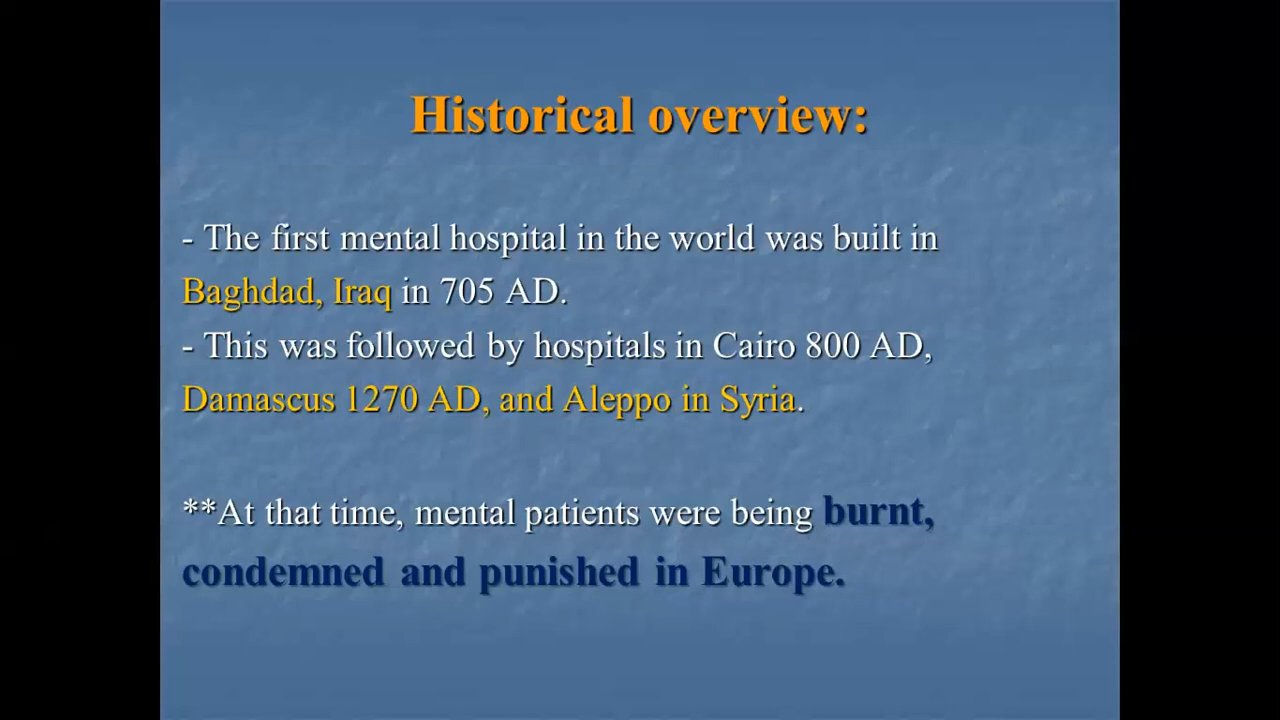 Historical overview:
- The first mental hospital in the world was built in
Baghdad, Iraq in 705 AD.
- This was followed by hospitals in Cairo 800 AD,
Damascus 1270 AD, and Aleppo in Syria.
**At that time, mental patients were being burnt,
condemned and punished in Europe.